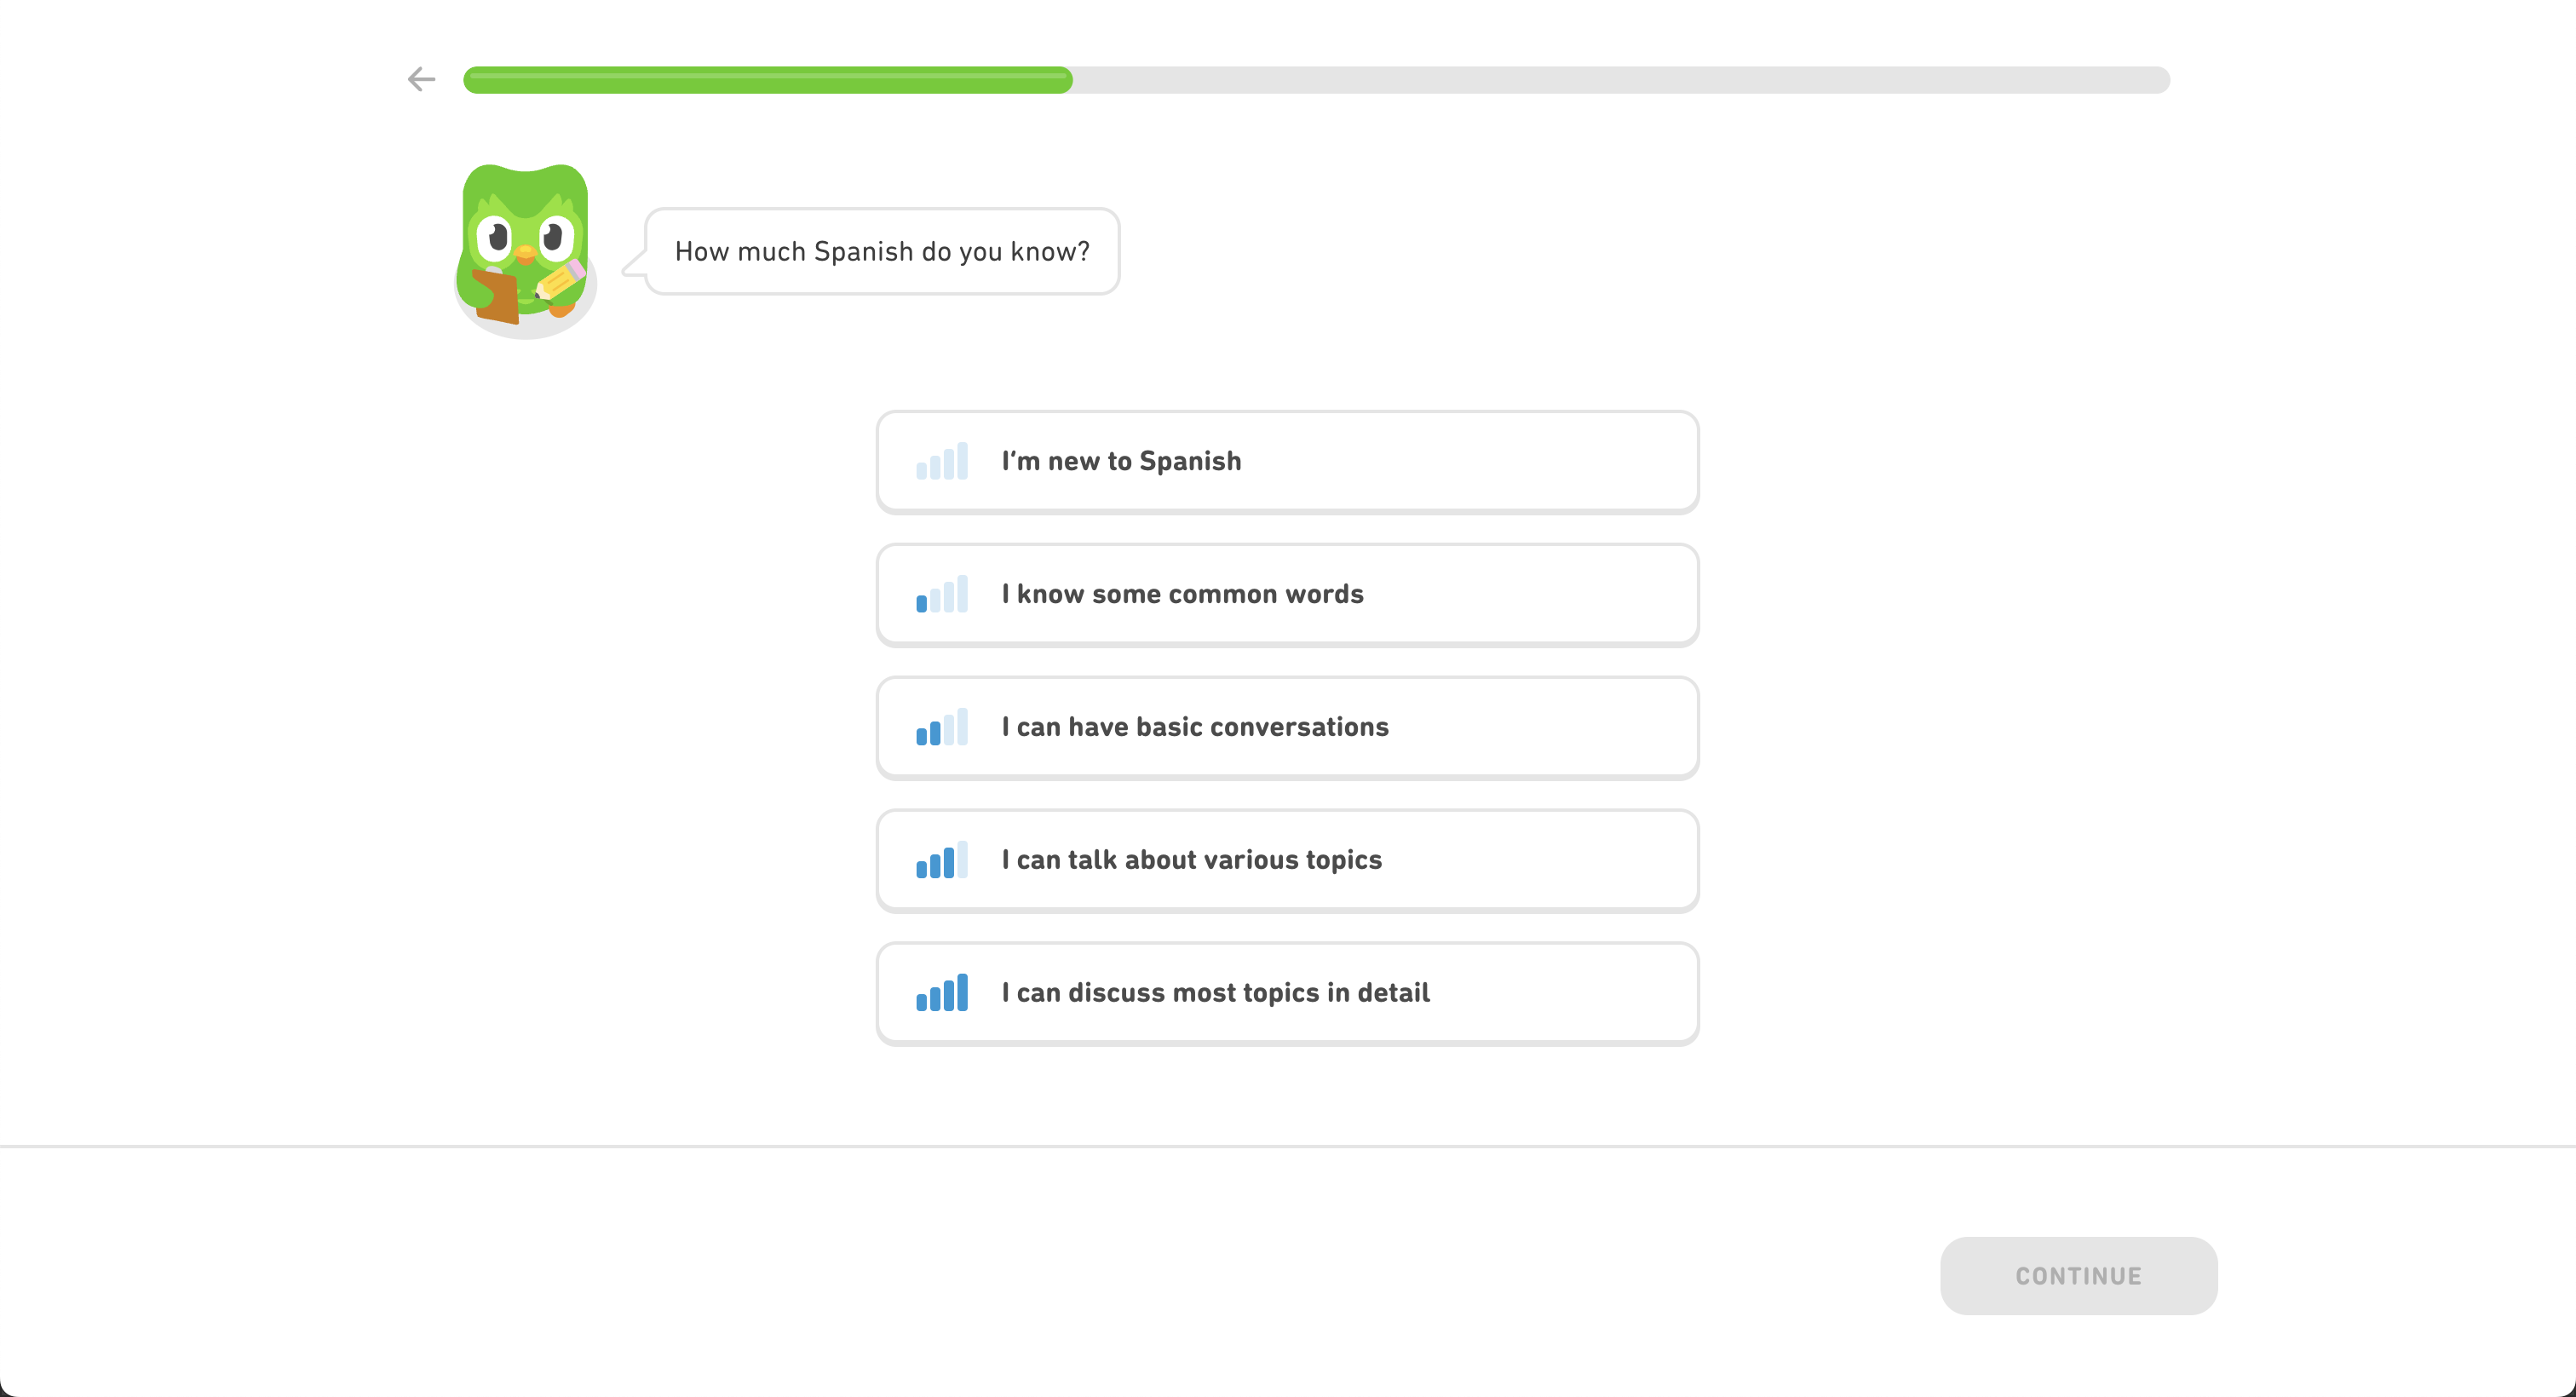 How much Spanish do you know?
I’m new to Spanish
I know some common words
I can have basic conversations
I can talk about various topics
I can discuss most topics in detail
CONTINUE